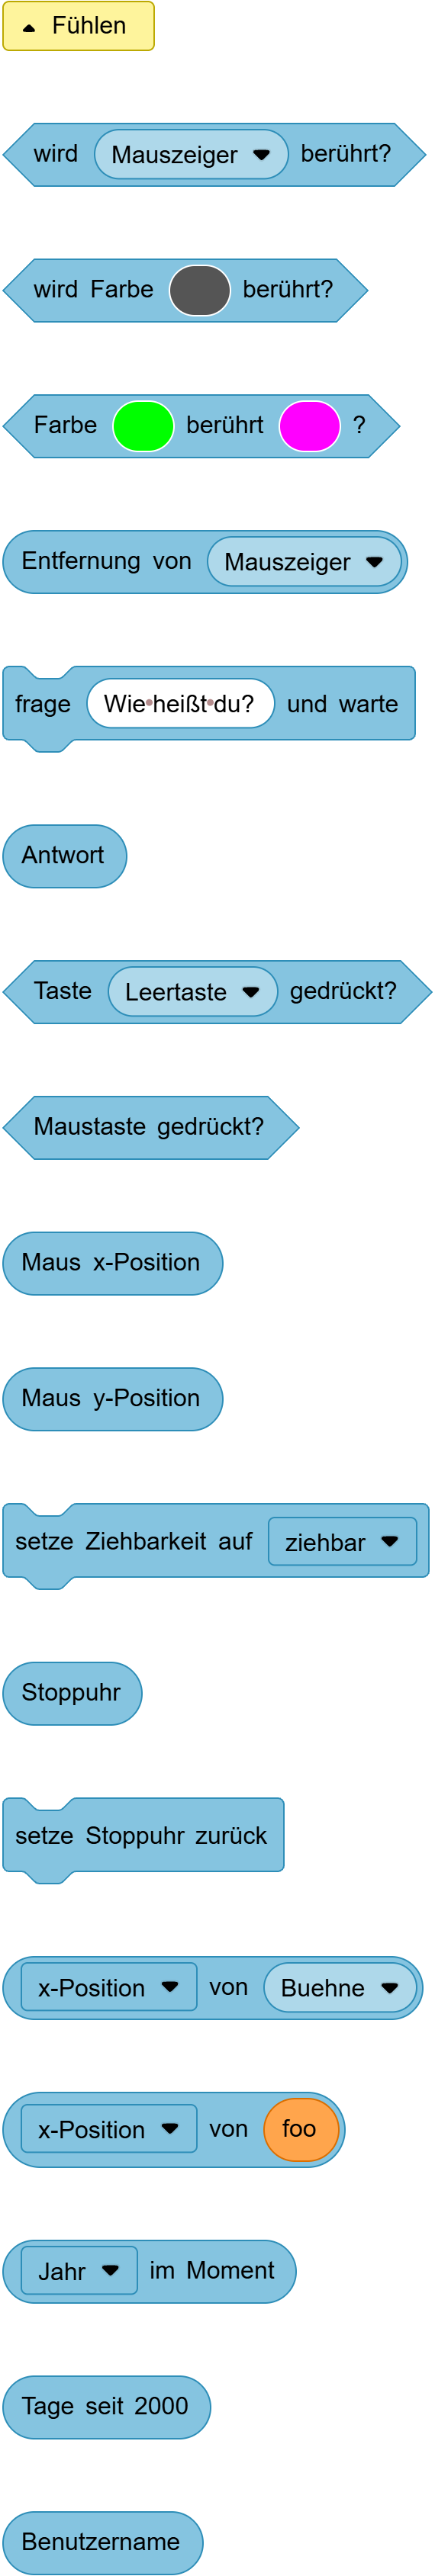 Fühlen
wird Mauszeiger berührt?
wird Farbe berührt?
Farbe berührt ?
Entfernung von Mauszeiger
frage Wie heißt du? und warte
Antwort
Taste Leertaste gedrückt?
Maustaste gedrückt?
Maus x-Position
Maus y-Position
setze Ziehbarkeit auf ziehbar
Stoppuhr
setze Stoppuhr zurück
x-Position von Buehne
x-Position von foo
Jahr im Moment
Tage seit 2000
Benutzername